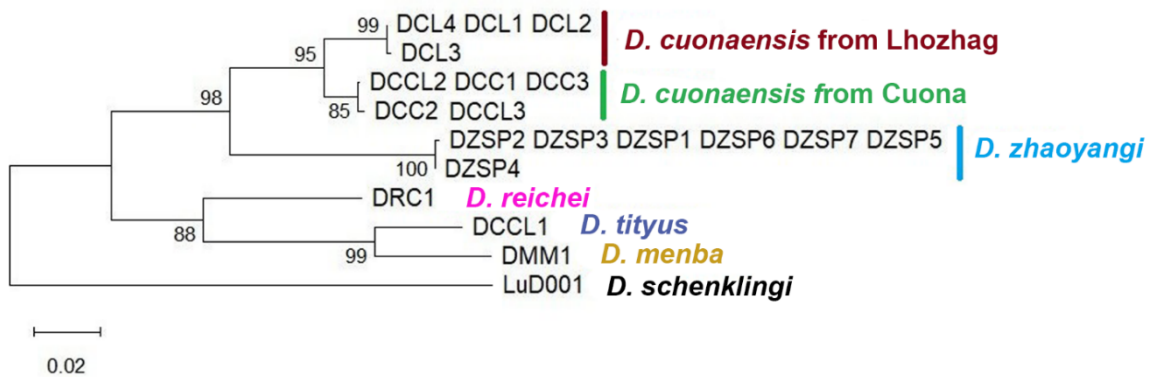 99 DCL4 DCL1 DCL2
DCL3
D. cuonaensis from Lhozhag
95
DCCL2 DCC1 DCC3
85 DCC2 DCCL3
D. cuonaensis from Cuona
98
DZSP2 DZSP3 DZSP1 DZSP6 DZSP7 DZSP5
100 DZSP4
D. zhaoyangi
DRC1 D. reichei
88
DCCL1 D. tityus
99 DMM1 D. menba
LuD001 D. schenklingi
0.02